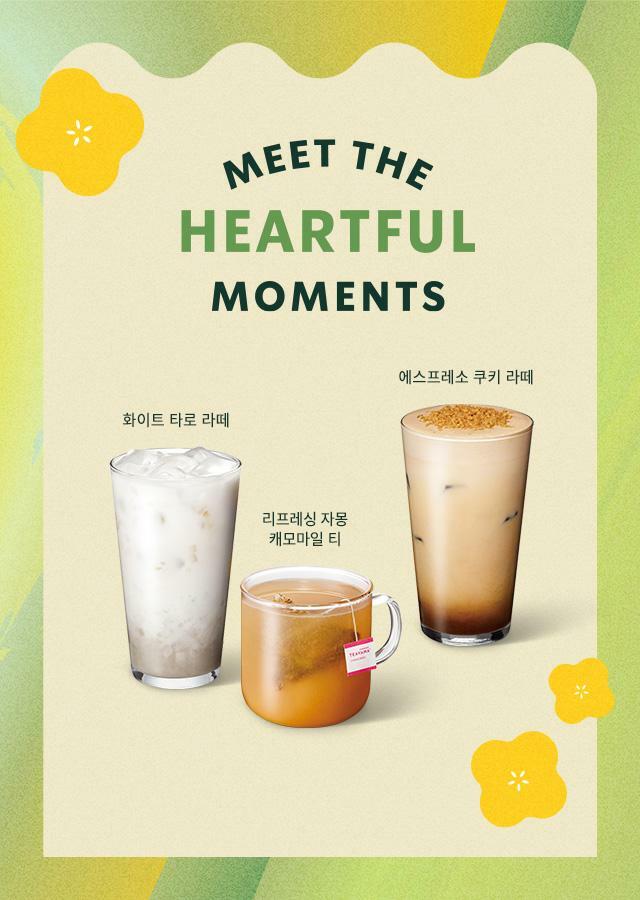 MEET THE
HEARTFUL
MOMENTS
에스프레소 쿠키 라떼
화이트 타로 라떼
리프레싱 자몽
캐모마일 티
TEAVANA